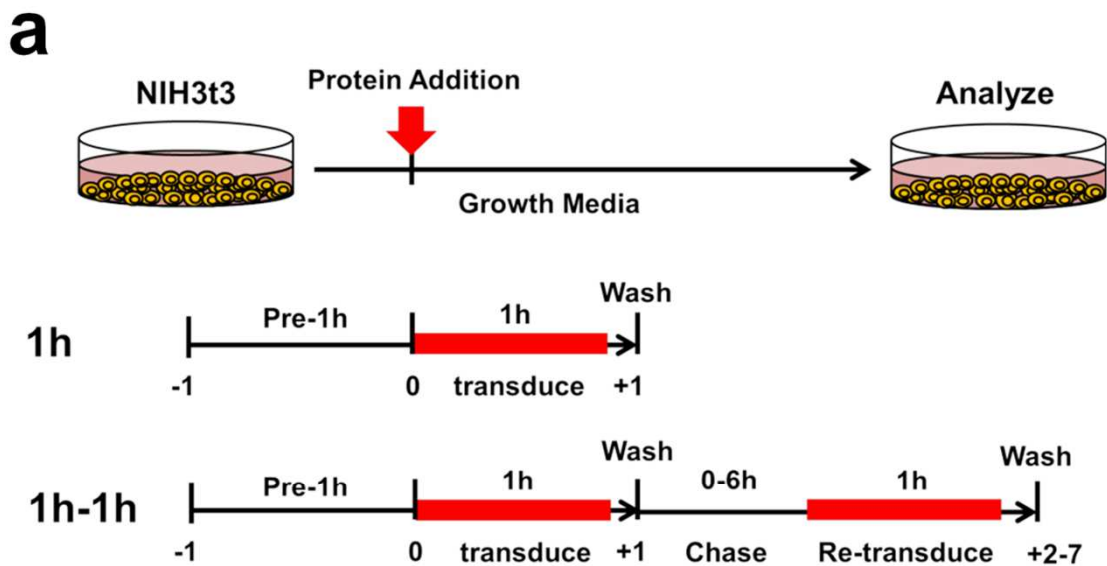 a
NIH3t3
Protein Addition
Analyze
Growth Media
1h
Pre-1h
1h
Wash
-1
0
transduce
+1
1h-1h
Pre-1h
1h
Wash
0-6h
1h
Wash
-1
0
transduce
+1
Chase
Re-transduce
+2-7